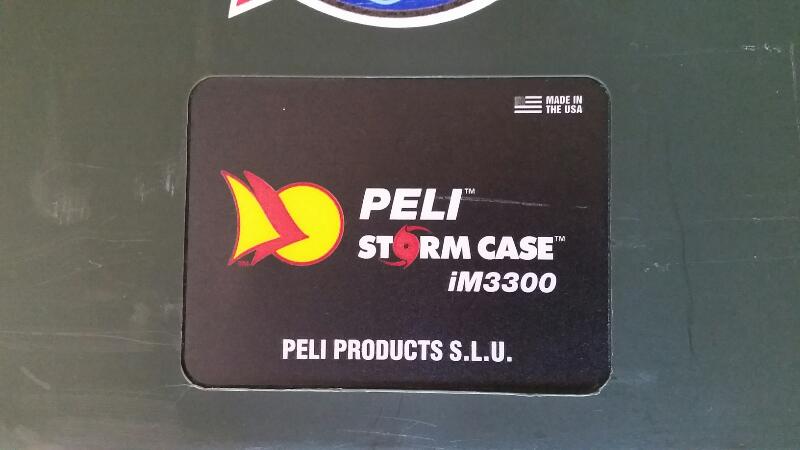 MADE IN
THE USA
PELI™
STORM CASE™
iM3300
PELI PRODUCTS S.L.U.